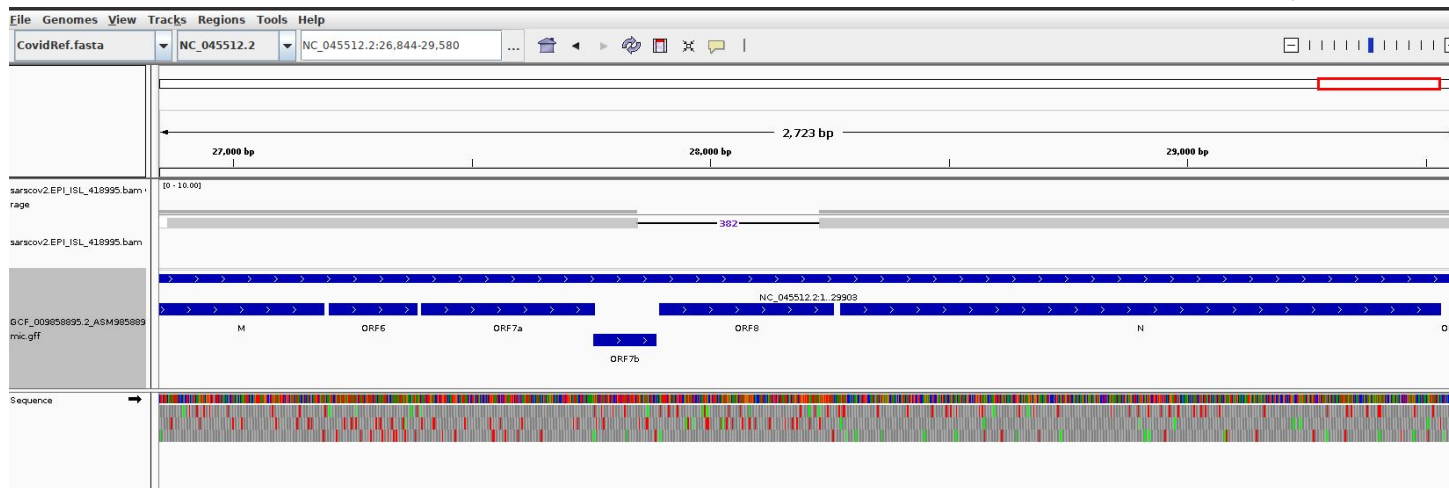 File Genomes View Tracks Regions Tools Help
CovidRef.fasta NC_045512.2 NC_045512.2:26,844-29,580 ...
2,723 bp
27,000 bp 28,000 bp 29,000 bp
sarscov2.EPI_ISL_418995.bam
rage
[0 - 10.00]
382
sarscov2.EPI_ISL_418995.bam
NC_045512.2:1..29903
GCF_009858895.2_ASM985889
mic.gff
M ORF6 ORF7a ORF8 N
ORF7b
Sequence